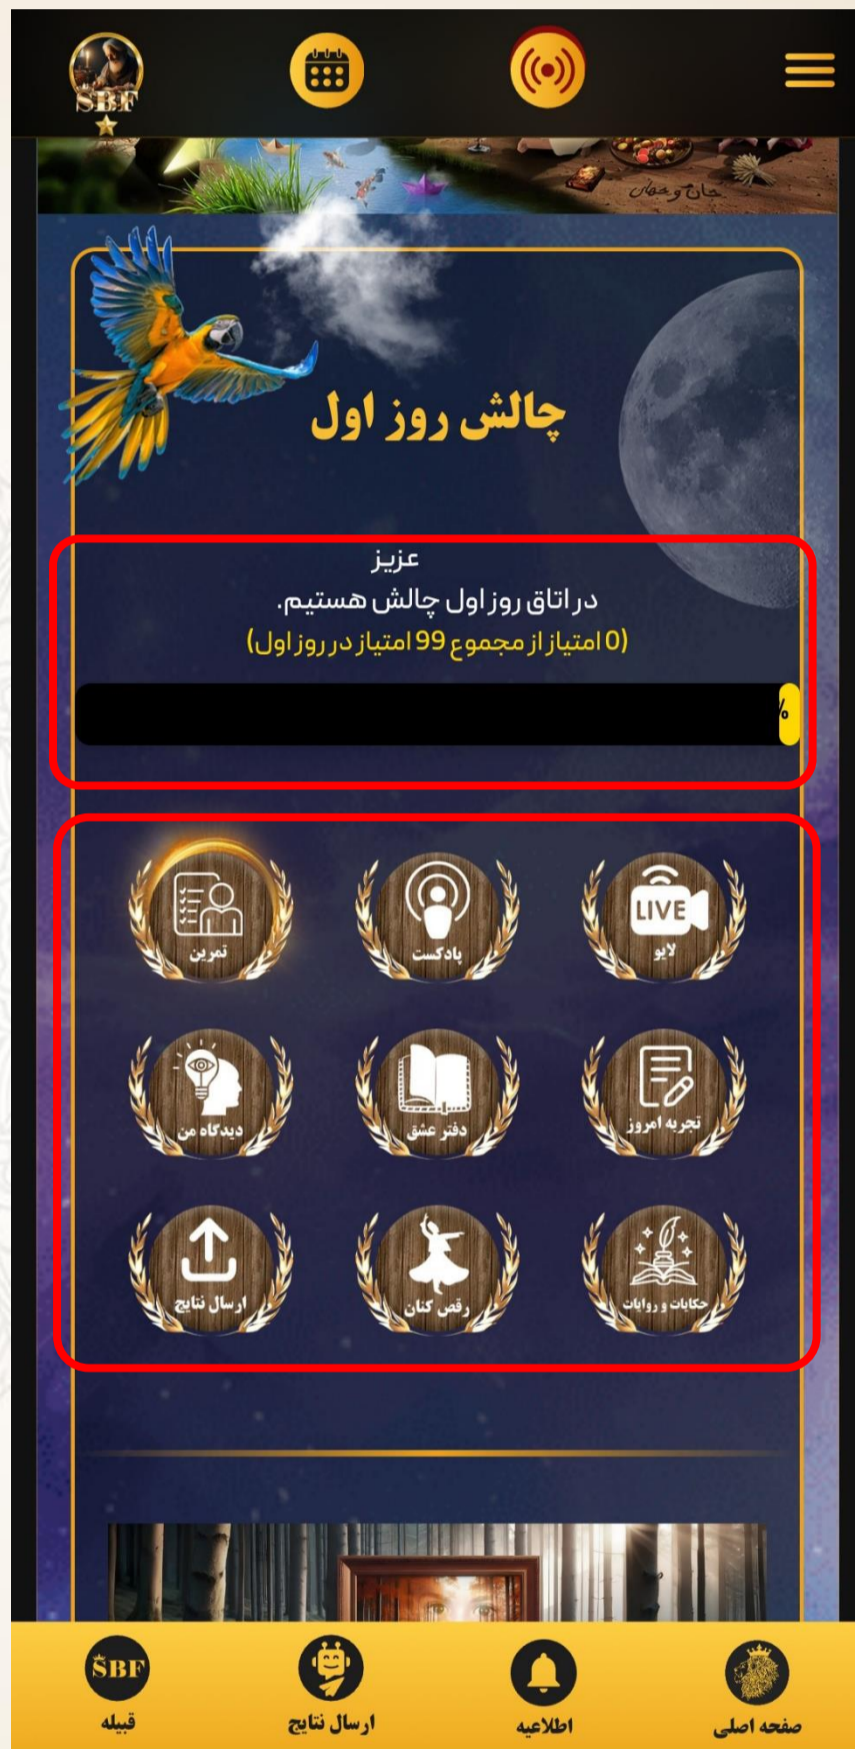 SBF
جان و جهان
چالش روز اول
عزیز
در اتاق روز اول چالش هستیم.
(0 امتیاز از مجموع 99 امتیاز در روز اول)
%
LIVE
لایو
پادکست
تمرین
تجربه امروز
دفتر عشق
دیدگاه من
حکایات و روایات
رقص کنان
ارسال نتایج
صفحه اصلی
اطلاعیه
ارسال نتایج
SBF
قبیله